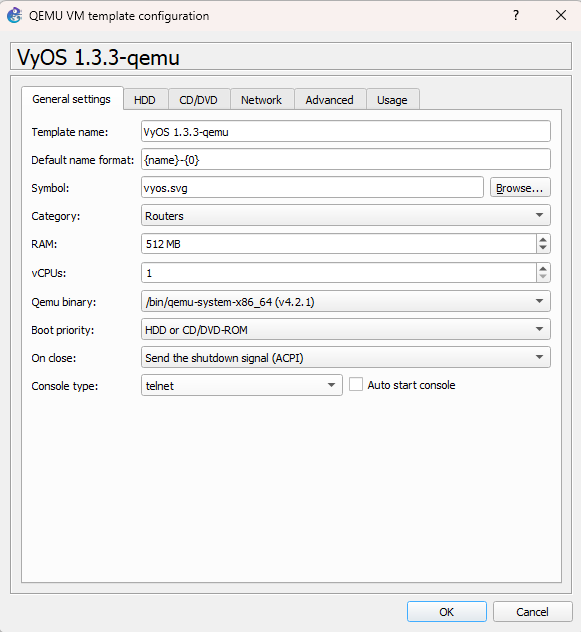 QEMU VM template configuration ?
VyOS 1.3.3-qemu
General settings HDD CD/DVD Network Advanced Usage
Template name: VyOS 1.3.3-qemu
Default name format: {name}-{0}
Symbol: vyos.svg Browse...
Category: Routers
RAM: 512 MB
vCPUs: 1
Qemu binary: /bin/qemu-system-x86_64 (v4.2.1)
Boot priority: HDD or CD/DVD-ROM
On close: Send the shutdown signal (ACPI)
Console type: telnet Auto start console
OK Cancel